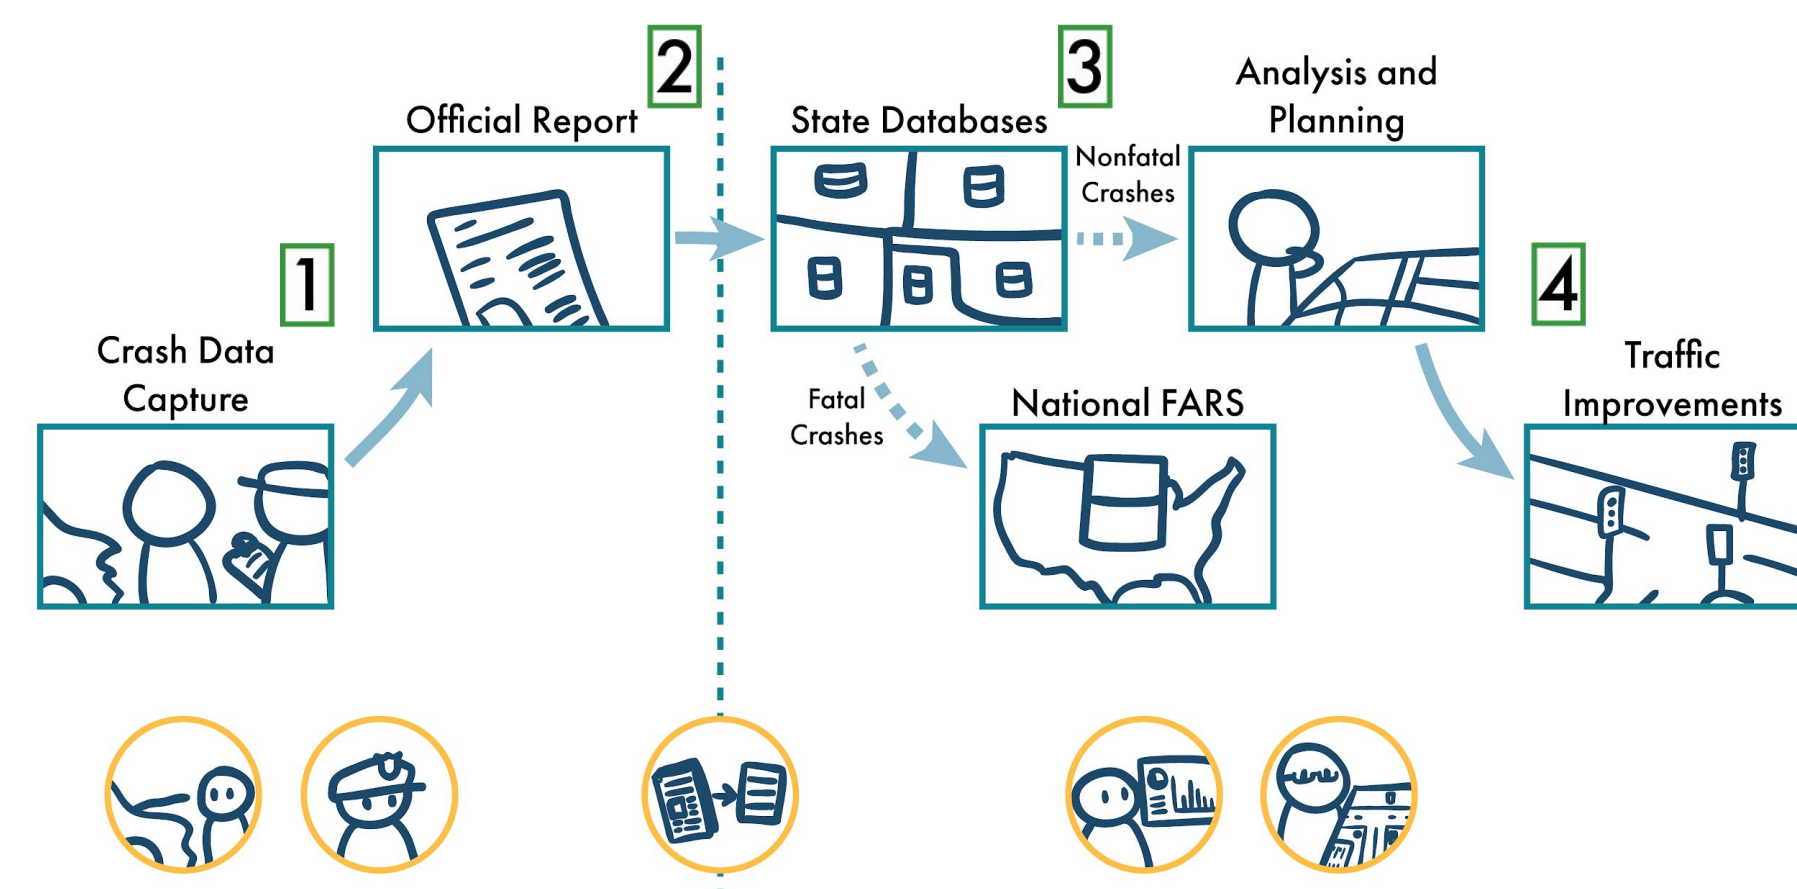 1
Crash Data
Capture
2
Official Report
State Databases
3
Nonfatal
Crashes
Fatal
Crashes
National FARS
Analysis and
Planning
4
Traffic
Improvements